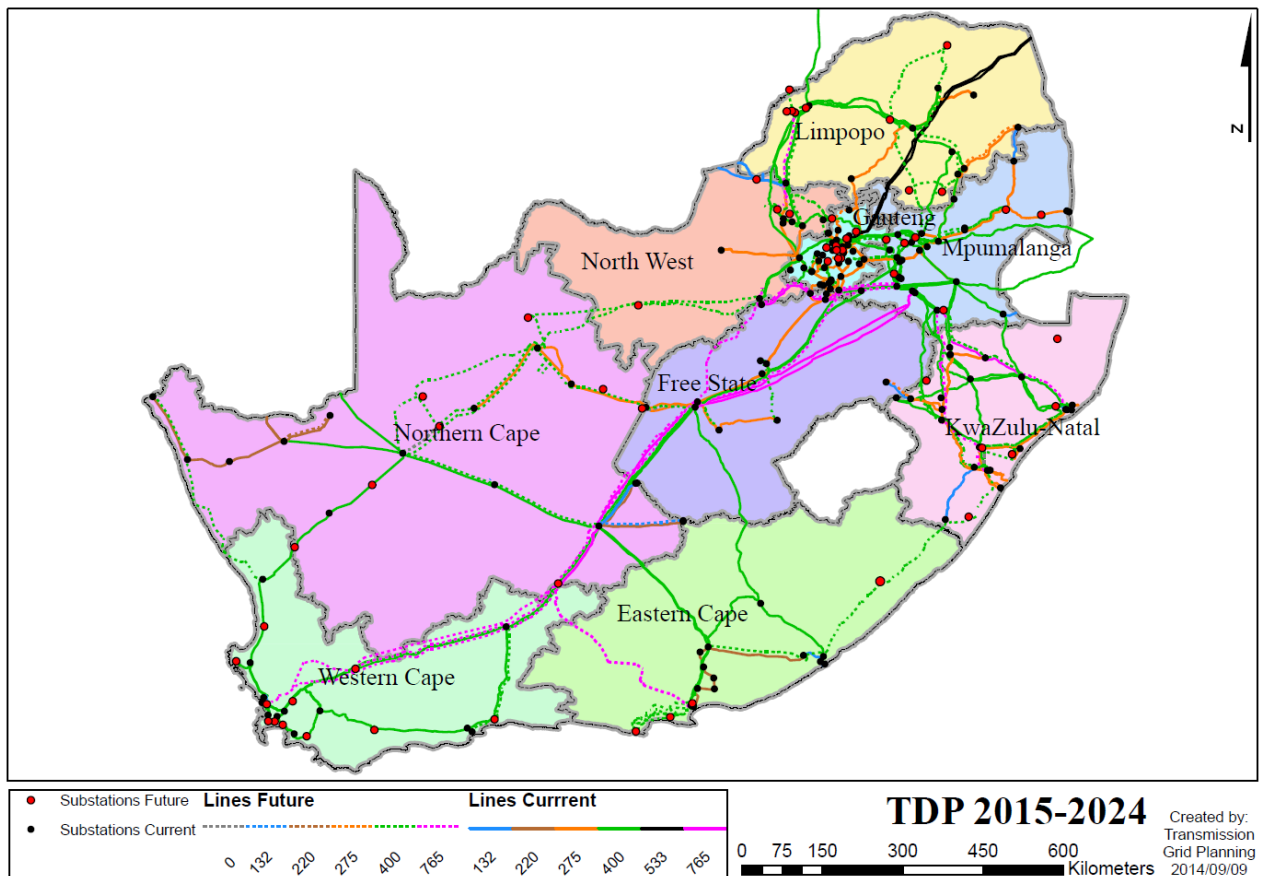 Limpopo
Gauteng
Mpumalanga
North West
Free State
Northern Cape
KwaZulu-Natal
Eastern Cape
Western Cape
N
Substations Future
Substations Current
Lines Future
0 132 220 275 400 765
Lines Currrent
132 220 275 400 533 765
TDP 2015-2024
0 75 150 300 450 600
Kilometers
Created by:
Transmission
Grid Planning
2014/09/09